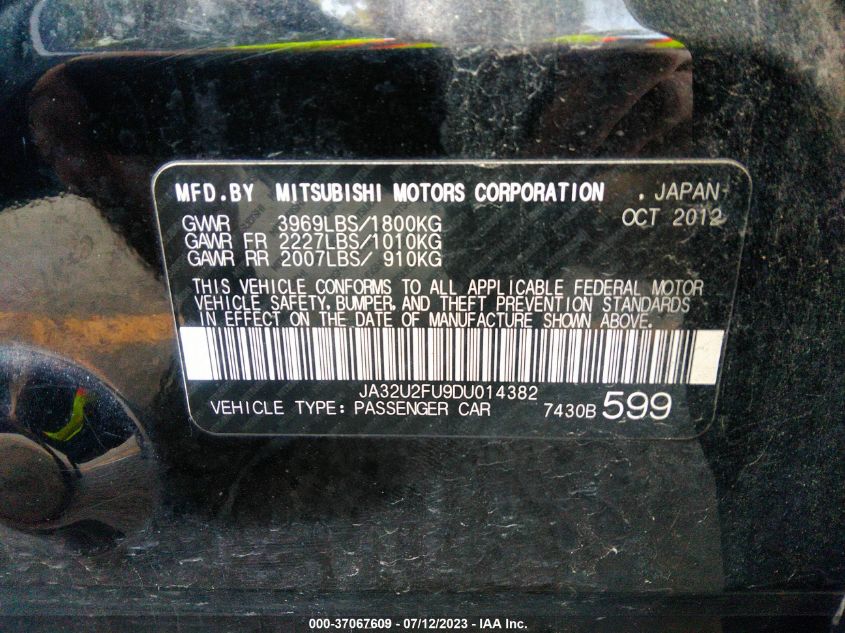 MFD.BY MITSUBISHI MOTORS CORPORATION . JAPAN
GVWR 3969LBS/1800KG OCT 2012
GAWR FR 2227LBS/1010KG
GAWR RR 2007LBS/ 910KG
THIS VEHICLE CONFORMS TO ALL APPLICABLE FEDERAL MOTOR
VEHICLE SAFETY, BUMPER, AND THEFT PREVENTION STANDARDS
IN EFFECT ON THE DATE OF MANUFACTURE SHOWN ABOVE.
JA32U2FU9DU014382
VEHICLE TYPE: PASSENGER CAR 7430B 599
000-37067609 - 07/12/2023 - IAA Inc.